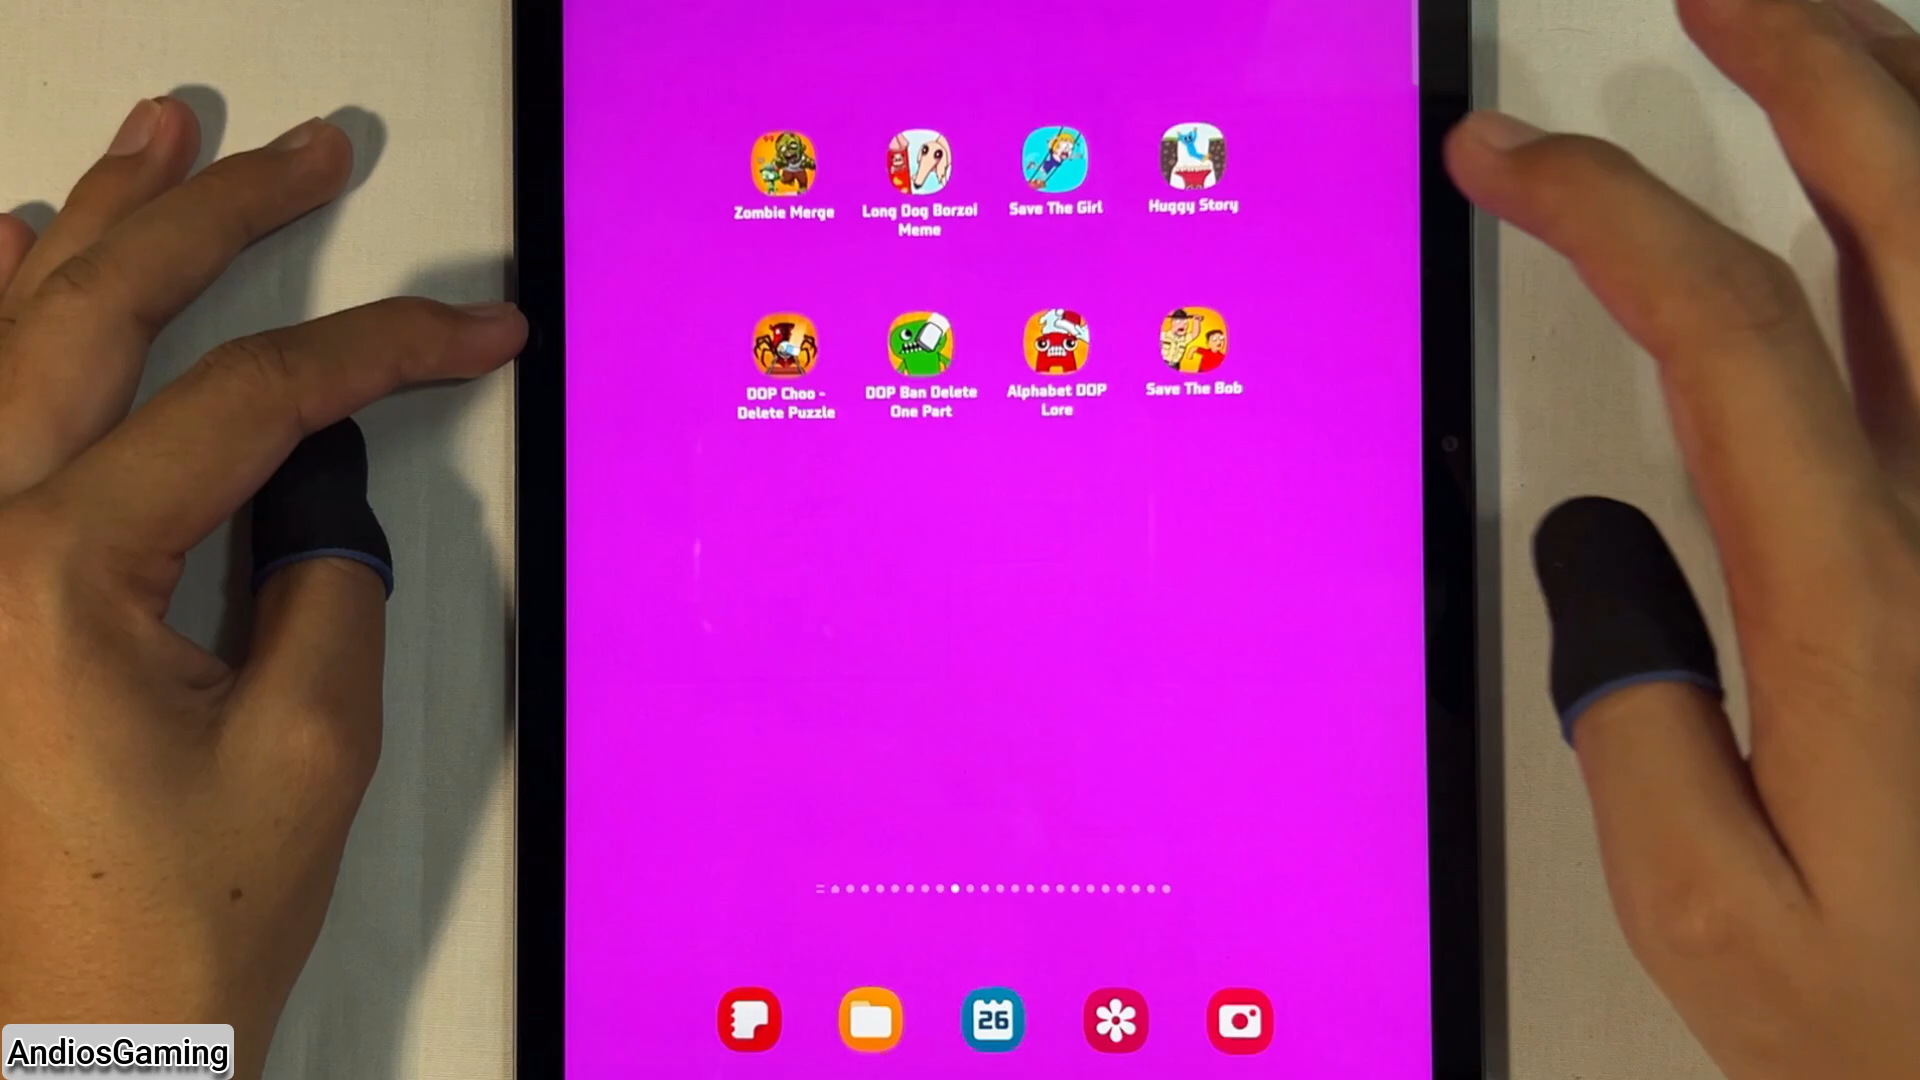 Zombie Merge
Long Dog Borzoi
Meme
Save The Girl
Huggy Story
DOP Choo -
Delete Puzzle
DOP Ban Delete
One Part
Alphabet DOP
Lore
Save The Bob
26
AndiosGaming